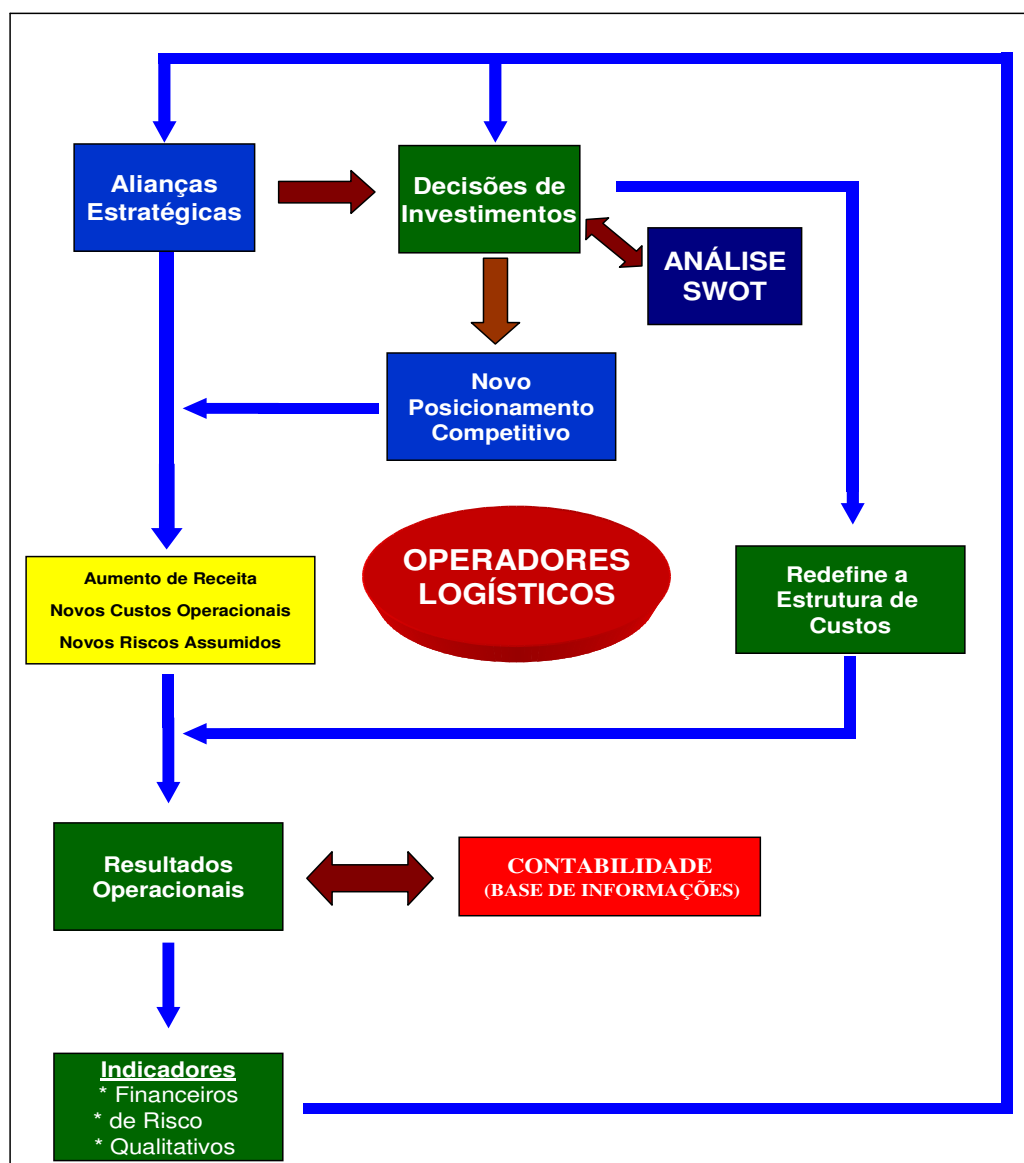 Alianças
Estratégicas
Decisões de
Investimentos
ANÁLISE
SWOT
Novo
Posicionamento
Competitivo
OPERADORES
LOGÍSTICOS
Aumento de Receita
Novos Custos Operacionais
Novos Riscos Assumidos
Redefine a
Estrutura de
Custos
Resultados
Operacionais
CONTABILIDADE
(BASE DE INFORMAÇÕES)
Indicadores
* Financeiros
* de Risco
* Qualitativos